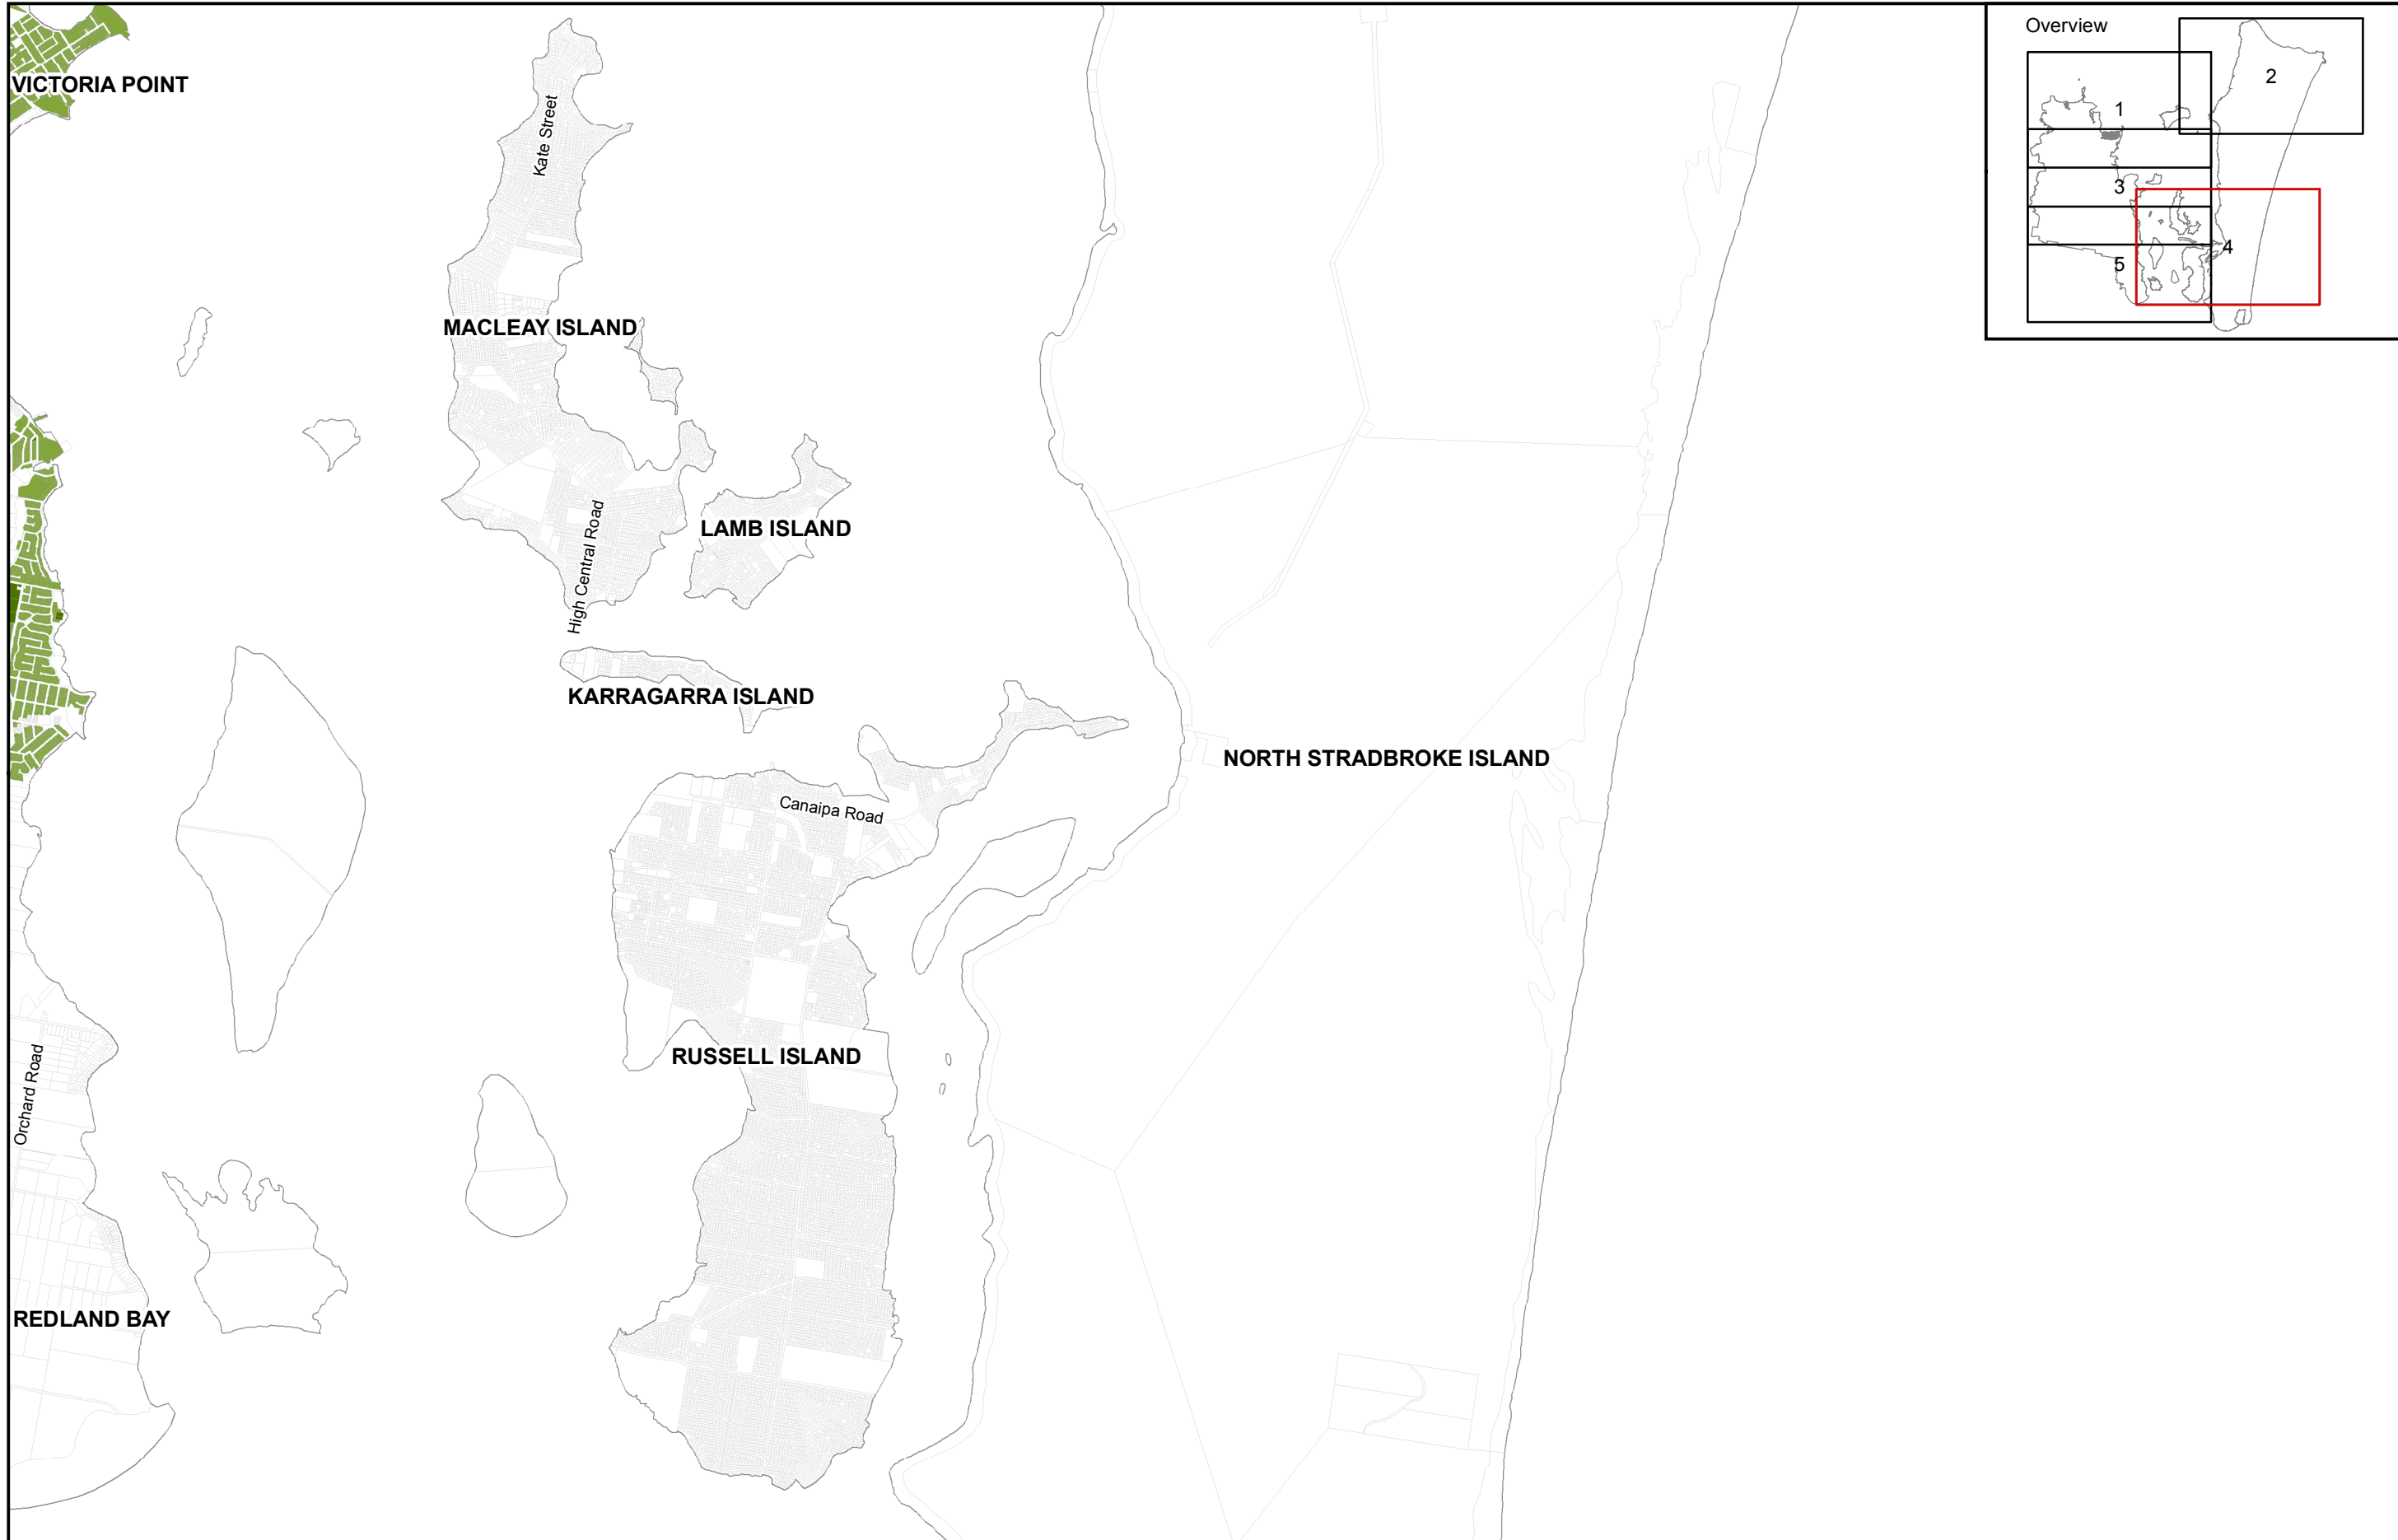 Overview
2
1
3
4
5
VICTORIA POINT
Kate Street
MACLEAY ISLAND
High Central Road
LAMB ISLAND
KARRAGARRA ISLAND
NORTH STRADBROKE ISLAND
Canaipa Road
RUSSELL ISLAND
Orchard Road
REDLAND BAY